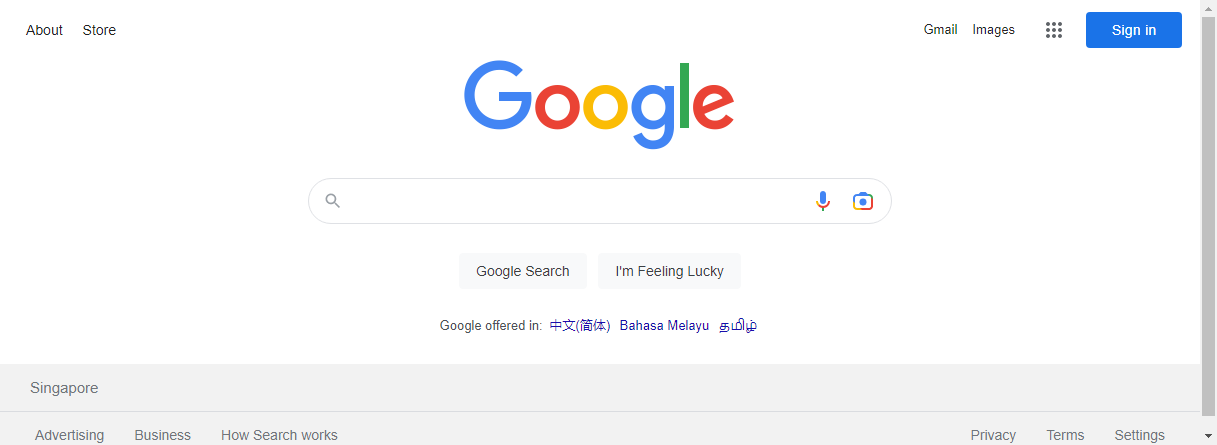 About Store Gmail Images Sign in
Google
Google Search I'm Feeling Lucky
Google offered in: 中文(简体) Bahasa Melayu தமிழ்
Singapore
Advertising Business How Search works Privacy Terms Settings